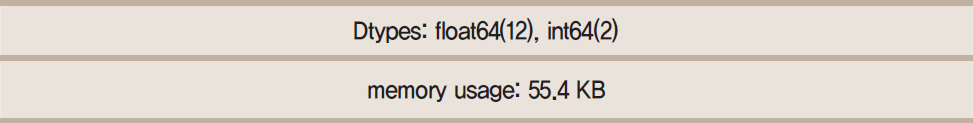 Dtypes: float64(12), int64(2)
memory usage: 55.4 KB